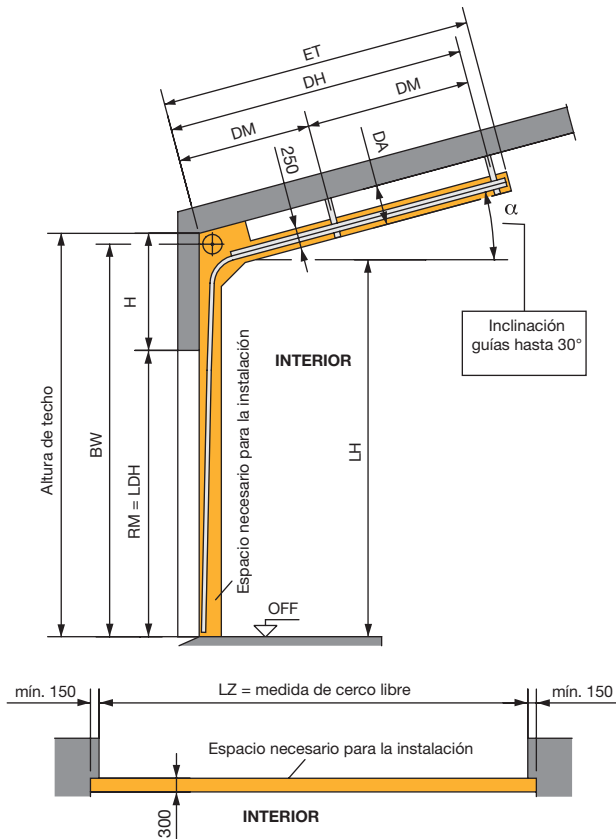 ET
DH
DM
DM
250
DA
α
H
Inclinación
guías hasta 30°
INTERIOR
Altura de techo
BW
RM = LDH
Espacio necesario para la instalación
LH
OFF
mín. 150
LZ = medida de cerco libre
mín. 150
Espacio necesario para la instalación
300
INTERIOR